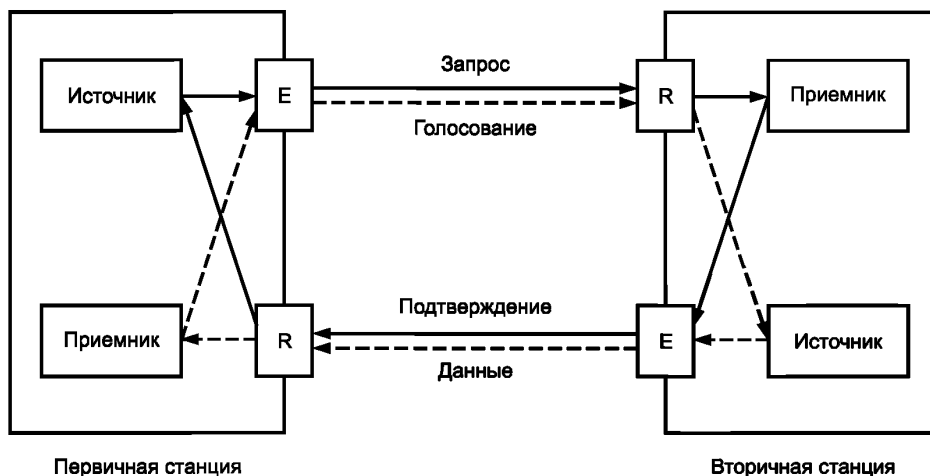 Запрос
Источник
E
R
Приемник
Голосование
Подтверждение
Приемник
R
E
Источник
Данные
Первичная станция
Вторичная станция